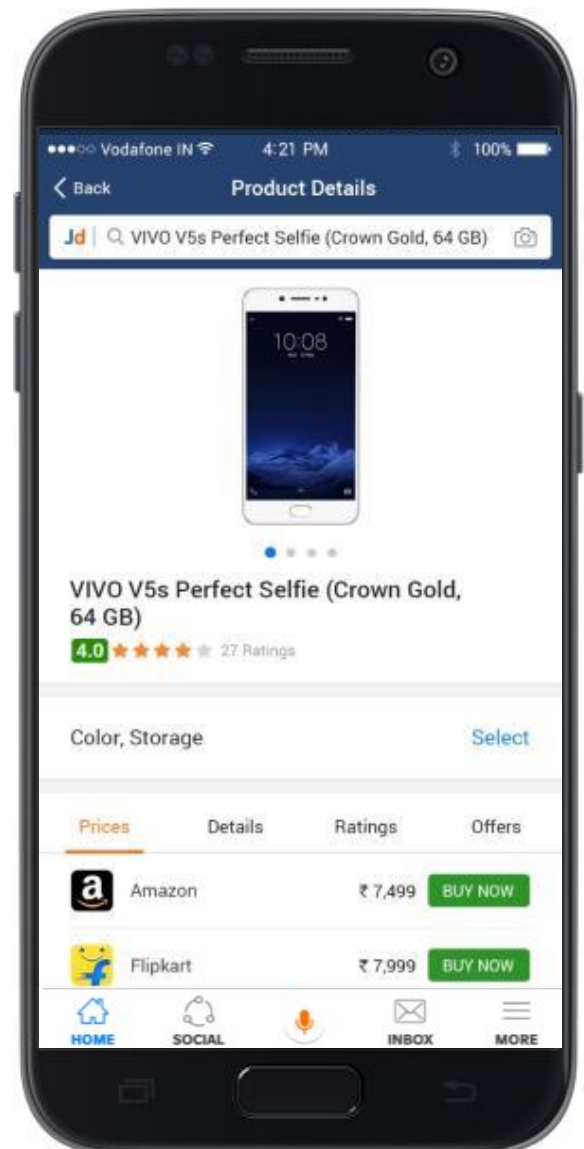 Vodafone IN 4:21 PM 100%
Back Product Details
Jd VIVO V5s Perfect Selfie (Crown Gold, 64 GB)
10:08
VIVO V5s Perfect Selfie (Crown Gold,
64 GB)
4.0 27 Ratings
Color, Storage Select
Prices Details Ratings Offers
a Amazon ₹ 7,499 BUY NOW
Flipkart ₹ 7,999 BUY NOW
HOME SOCIAL INBOX MORE